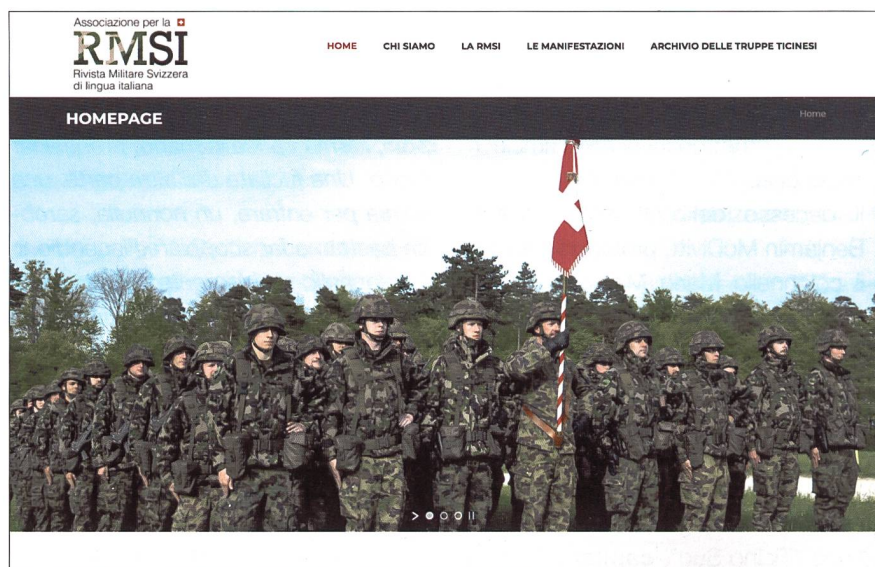 Associazione per la
RMSI
Rivista Militare Svizzera
di lingua italiana
HOME CHI SIAMO LA RMSI LE MANIFESTAZIONI ARCHIVIO DELLE TRUPPE TICINESI
HOMEPAGE
Home